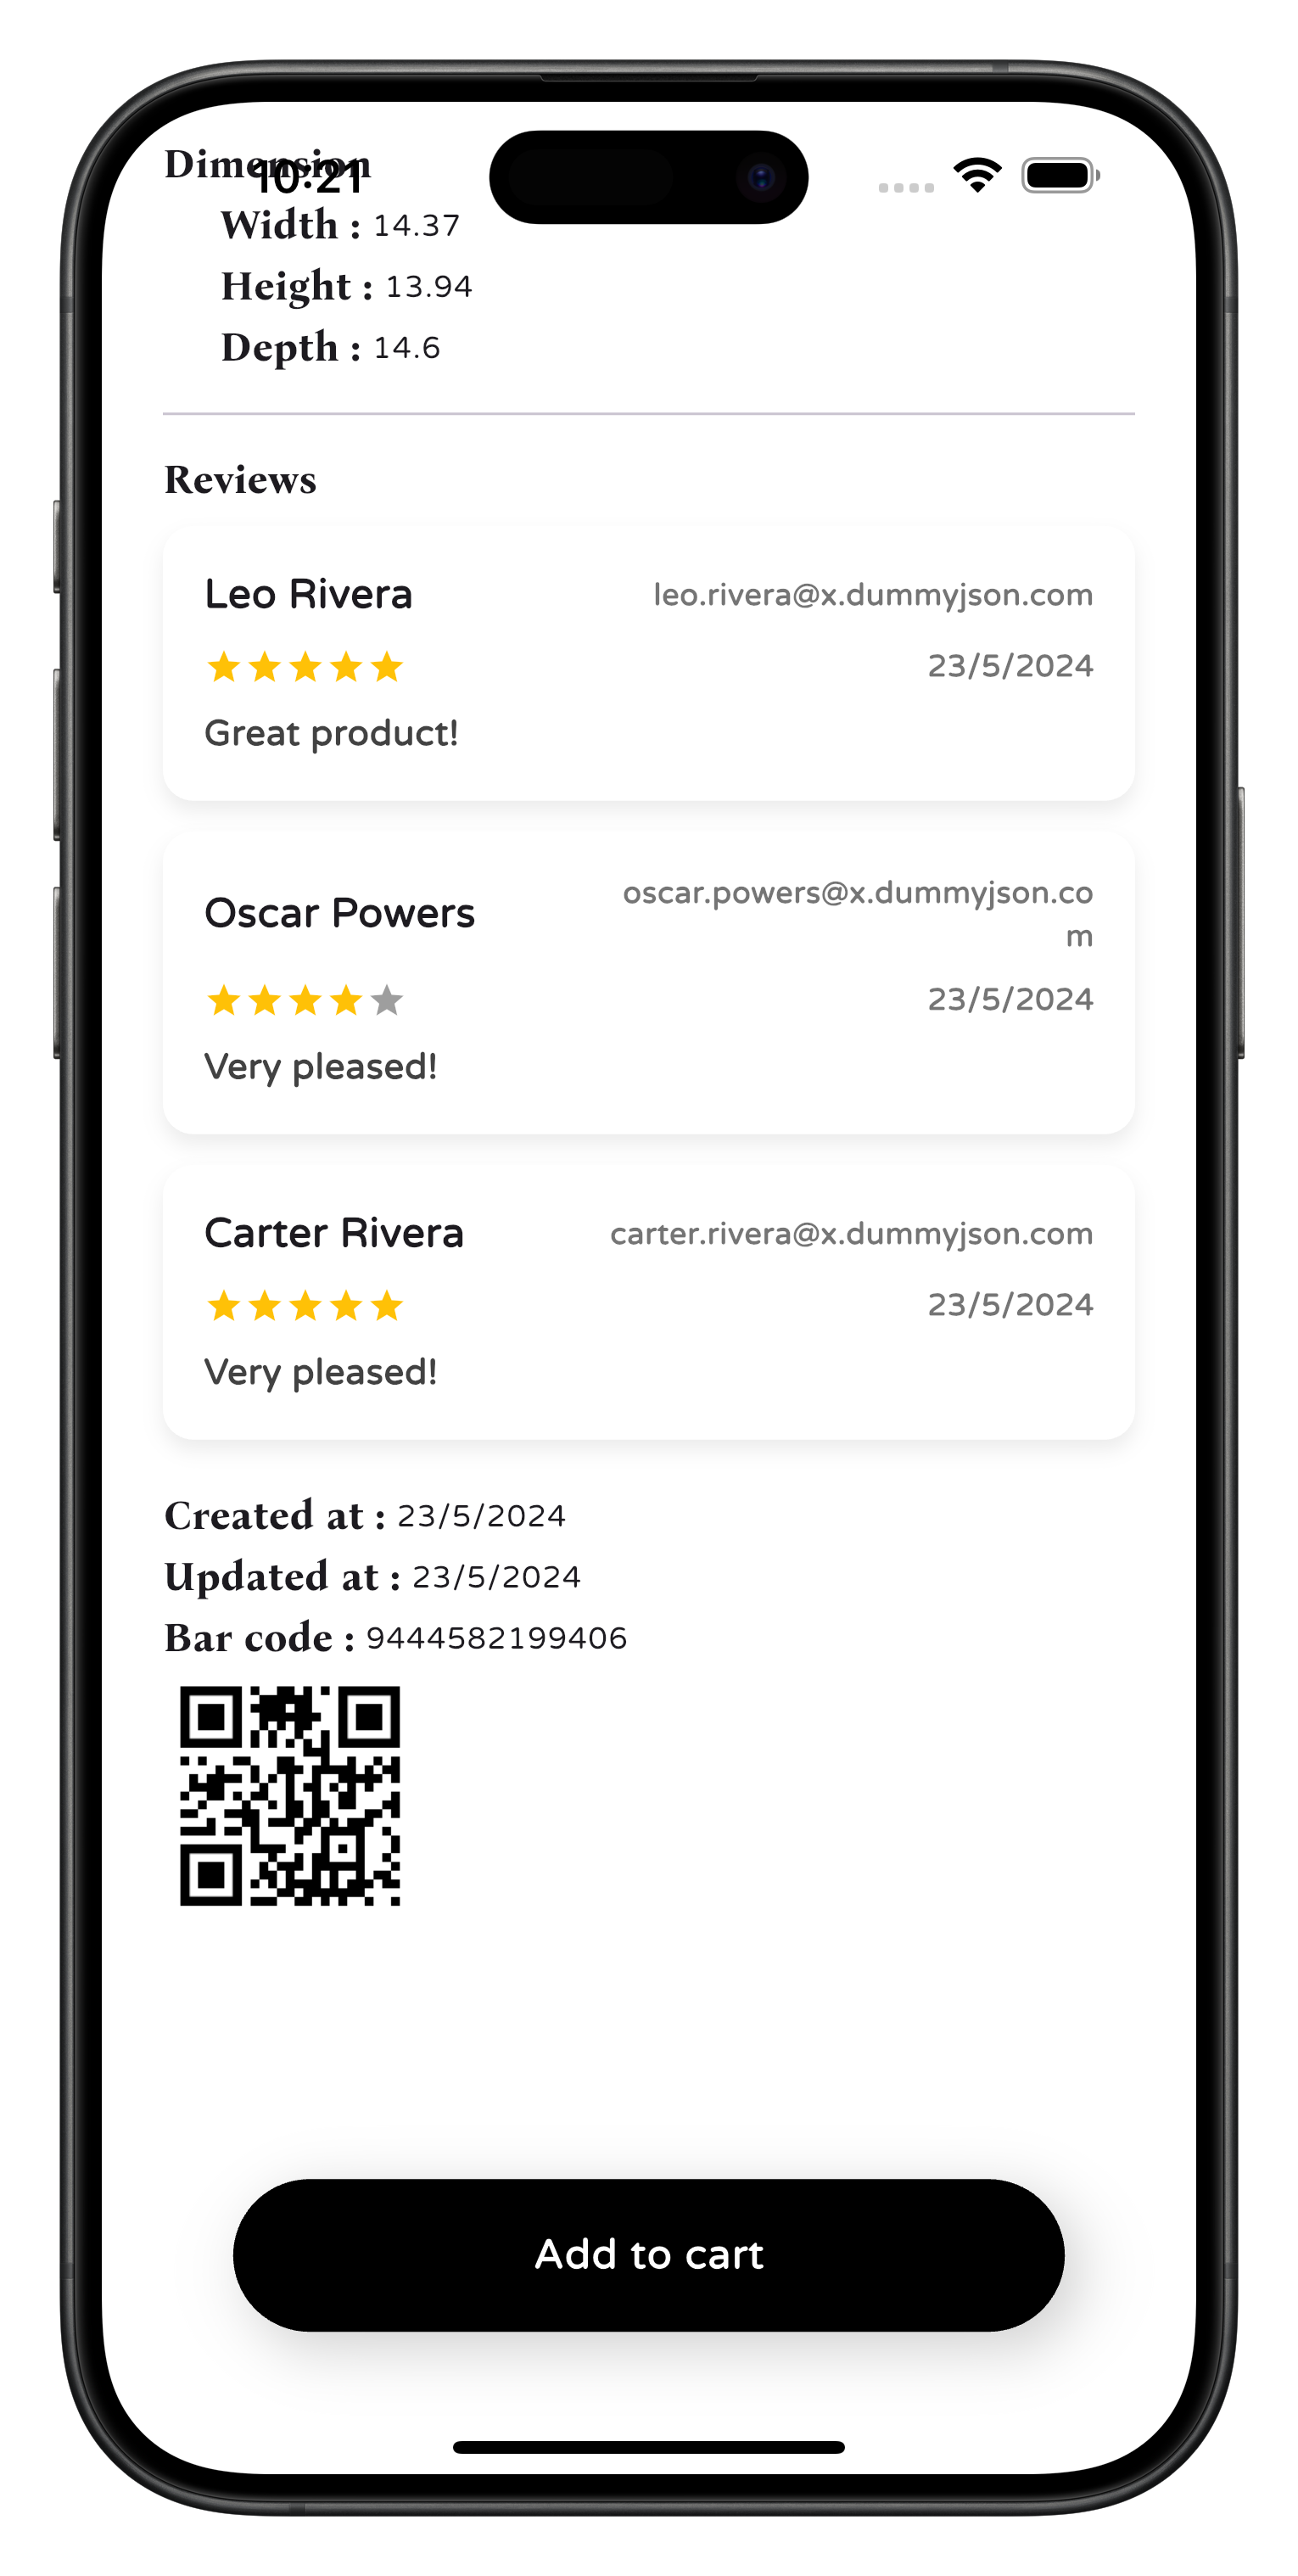 Dimension
10:21
Width : 14.37
Height : 13.94
Depth : 14.6
Reviews
Leo Rivera leo.rivera@x.dummyjson.com
23/5/2024
Great product!
Oscar Powers oscar.powers@x.dummyjson.co
m
23/5/2024
Very pleased!
Carter Rivera carter.rivera@x.dummyjson.com
23/5/2024
Very pleased!
Created at : 23/5/2024
Updated at : 23/5/2024
Bar code : 9444582199406
Add to cart